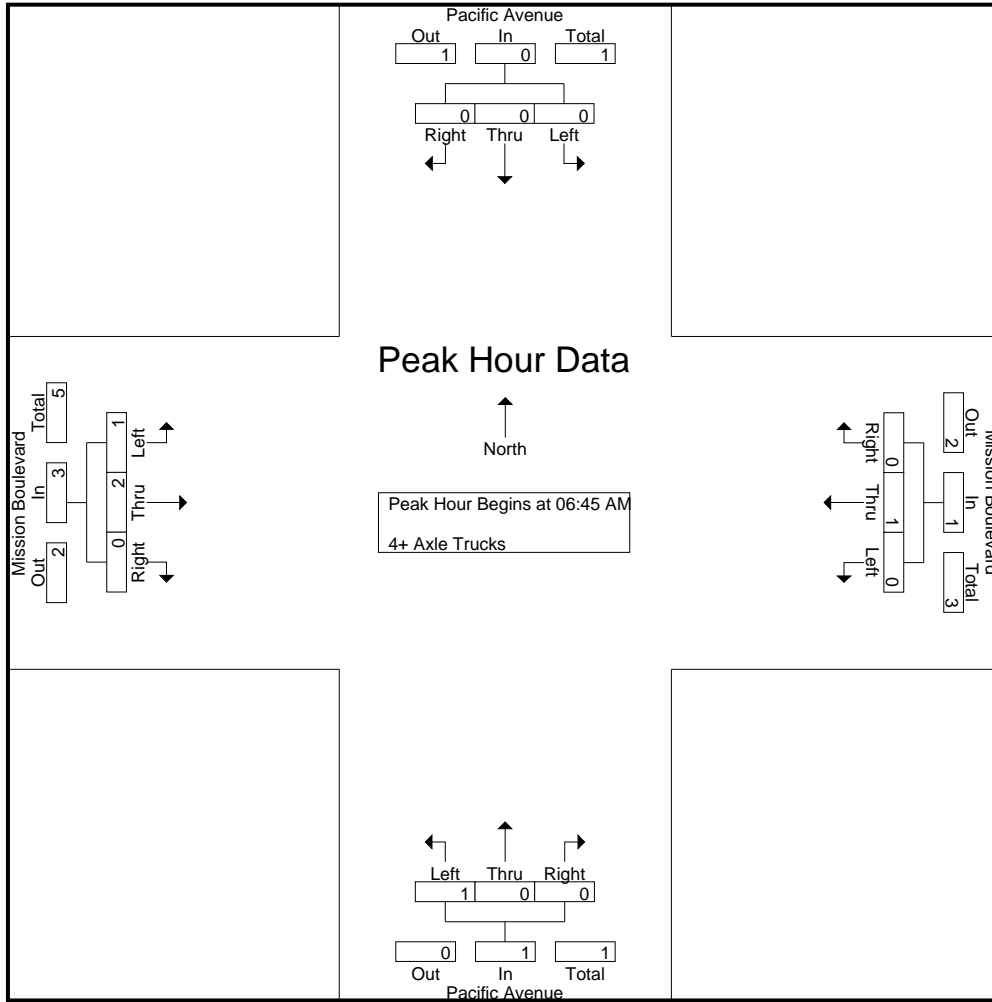 Pacific Avenue
Out In Total
1 0 1
0 0 0
Right Thru Left
Peak Hour Data
North
Peak Hour Begins at 06:45 AM
4+ Axle Trucks
Mission Boulevard
Out In Total
2 3 5
Right Thru Left
0 2 1
Mission Boulevard
Out In Total
2 1 3
Right Thru Left
0 1 0
Left Thru Right
1 0 0
0 1 1
Out In Total
Pacific Avenue